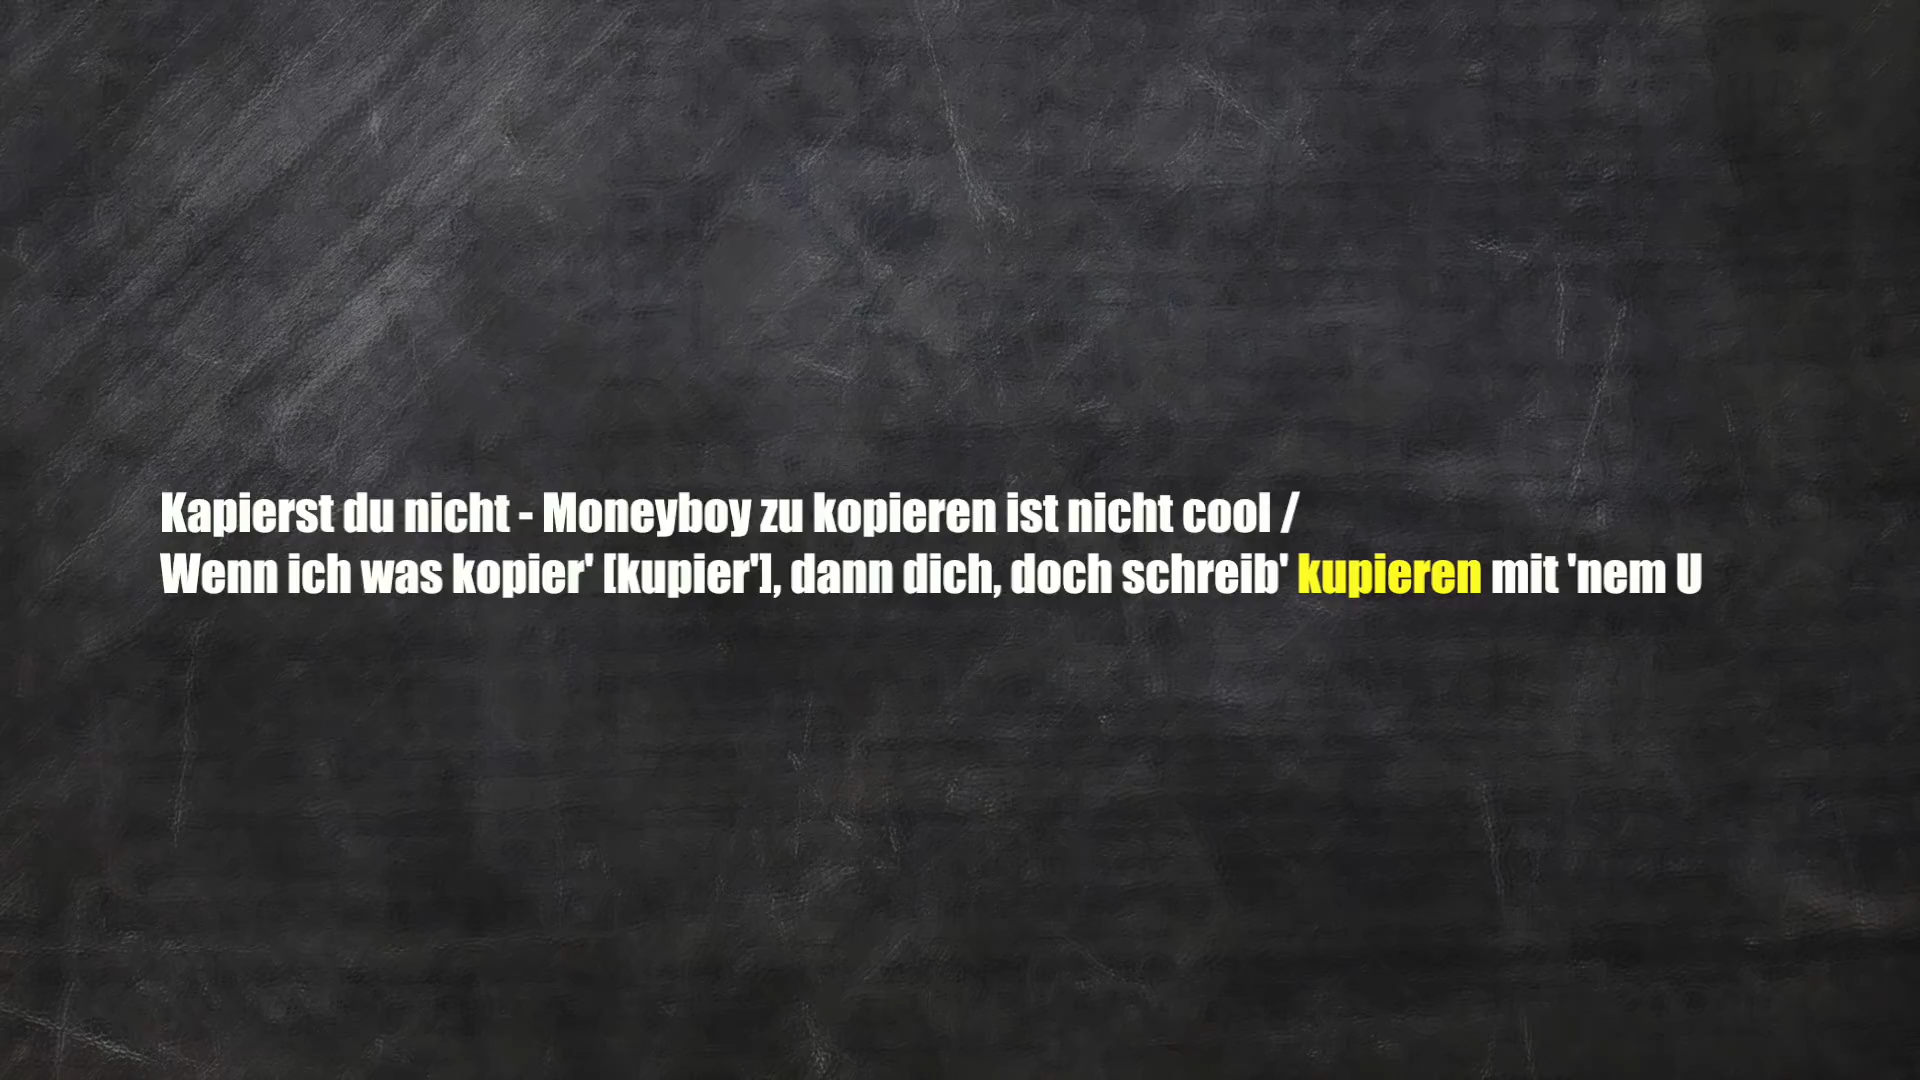 Kapierst du nicht - Moneyboy zu kopieren ist nicht cool /
Wenn ich was kopier' [kupier'], dann dich, doch schreib' kupieren mit 'nem U